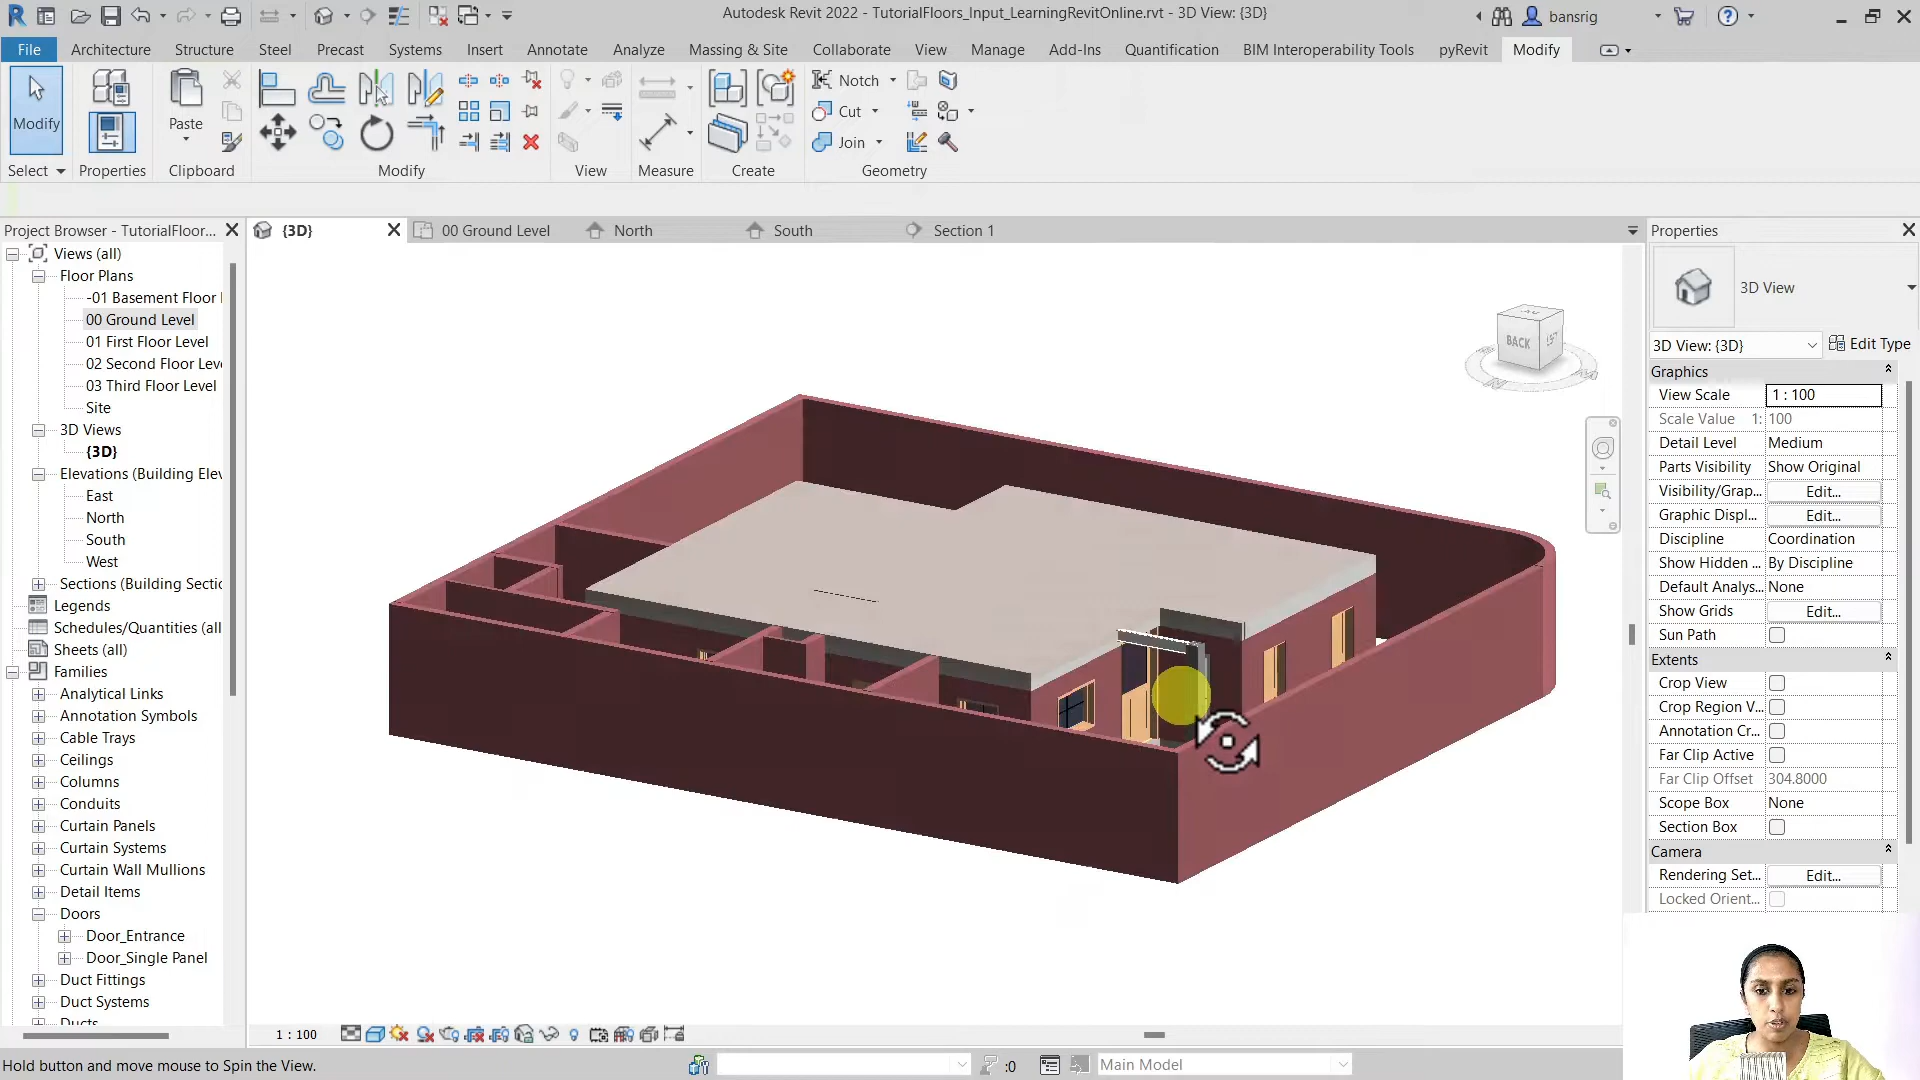 Autodesk Revit 2022 - TutorialFloors_Input_LearningRevitOnline.rvt - 3D View: {3D}
bansrig
File Architecture Structure Steel Precast Systems Insert Annotate Analyze Massing & Site Collaborate View Manage Add-Ins Quantification BIM Interoperability Tools pyRevit Modify
Modify
Paste
Notch
Cut
Join
Select Properties Clipboard Modify View Measure Create Geometry
Project Browser - TutorialFloor...
{3D} 00 Ground Level North South Section 1
Properties
Views (all)
Floor Plans
-01 Basement Floor
00 Ground Level
01 First Floor Level
02 Second Floor Leve
03 Third Floor Level
Site
3D Views
{3D}
Elevations (Building Elev
East
North
South
West
Sections (Building Sectio
Legends
Schedules/Quantities (all
Sheets (all)
Families
Analytical Links
Annotation Symbols
Cable Trays
Ceilings
Columns
Conduits
Curtain Panels
Curtain Systems
Curtain Wall Mullions
Detail Items
Doors
Door_Entrance
Door_Single Panel
Duct Fittings
Duct Systems
Ducts
BACK
3D View
3D View: {3D} Edit Type
Graphics
View Scale 1 : 100
Scale Value 1: 100
Detail Level Medium
Parts Visibility Show Original
Visibility/Grap... Edit...
Graphic Displ... Edit...
Discipline Coordination
Show Hidden ... By Discipline
Default Analys... None
Show Grids Edit...
Sun Path
Extents
Crop View
Crop Region V...
Annotation Cr...
Far Clip Active
Far Clip Offset 304.8000
Scope Box None
Section Box
Camera
Rendering Set... Edit...
Locked Orient...
1 : 100
Hold button and move mouse to Spin the View.
:0
Main Model